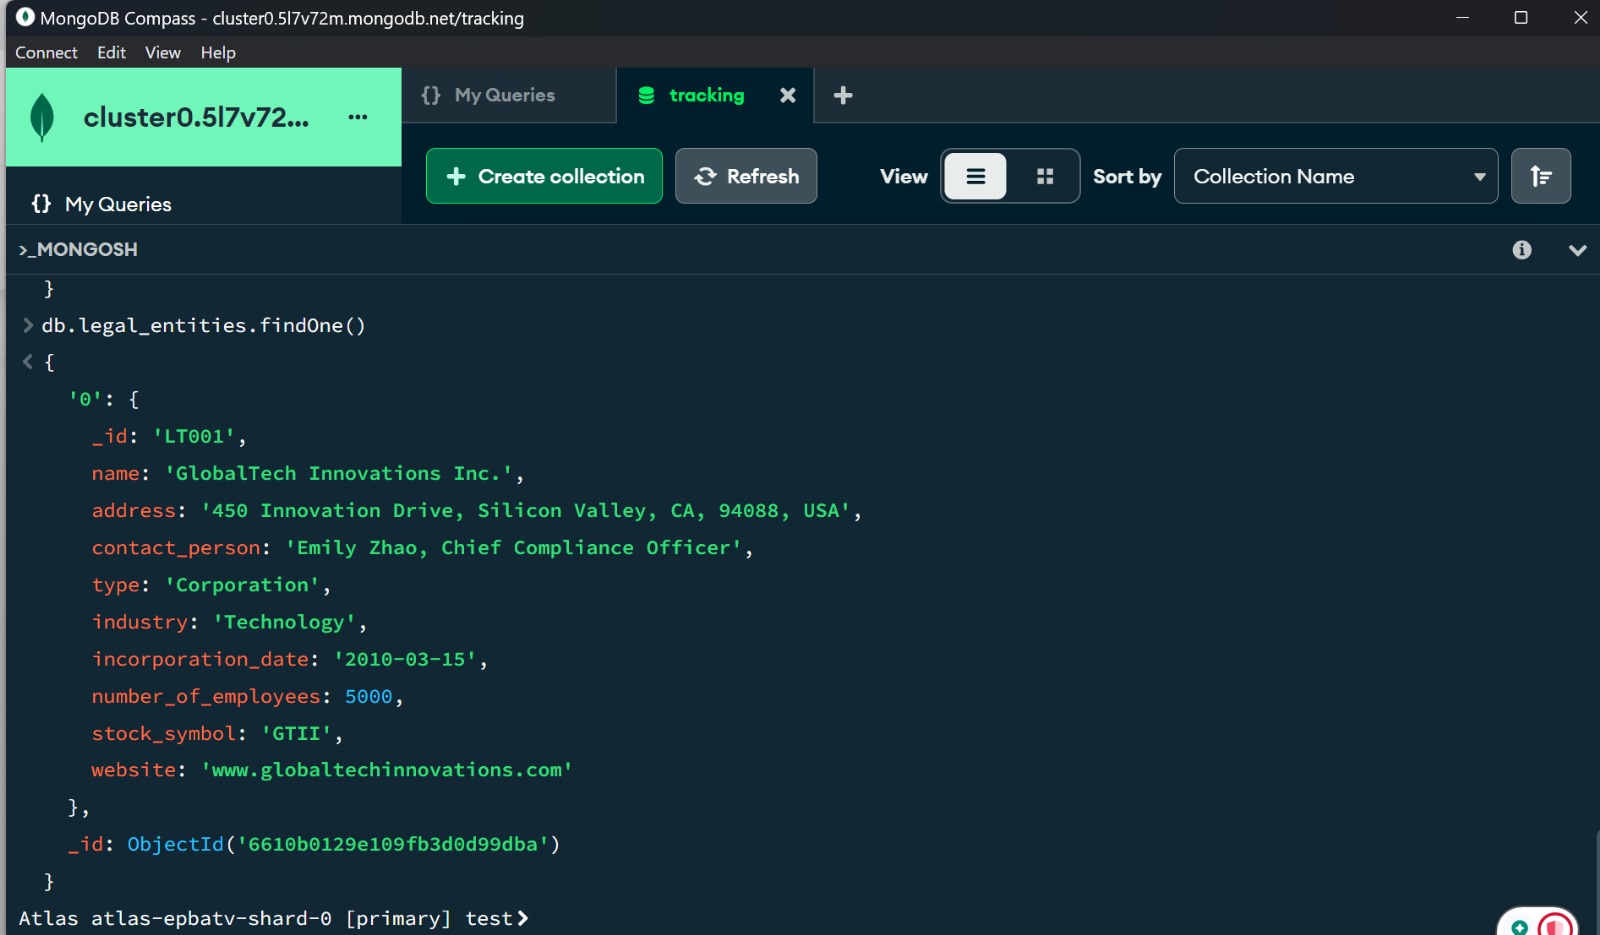 MongoDB Compass - cluster0.5l7v72m.mongodb.net/tracking
Connect Edit View Help
cluster0.5l7v72... ...
{} My Queries
tracking
+ Create collection
Refresh
View
Sort by
Collection Name
{} My Queries
>_MONGOSH
}
> db.legal_entities.findOne()
< {
'0': {
_id: 'LT001',
name: 'GlobalTech Innovations Inc.',
address: '450 Innovation Drive, Silicon Valley, CA, 94088, USA',
contact_person: 'Emily Zhao, Chief Compliance Officer',
type: 'Corporation',
industry: 'Technology',
incorporation_date: '2010-03-15',
number_of_employees: 5000,
stock_symbol: 'GTII',
website: 'www.globaltechinnovations.com'
},
_id: ObjectId('6610b0129e109fb3d0d99dba')
}
Atlas atlas-epbatv-shard-0 [primary] test>